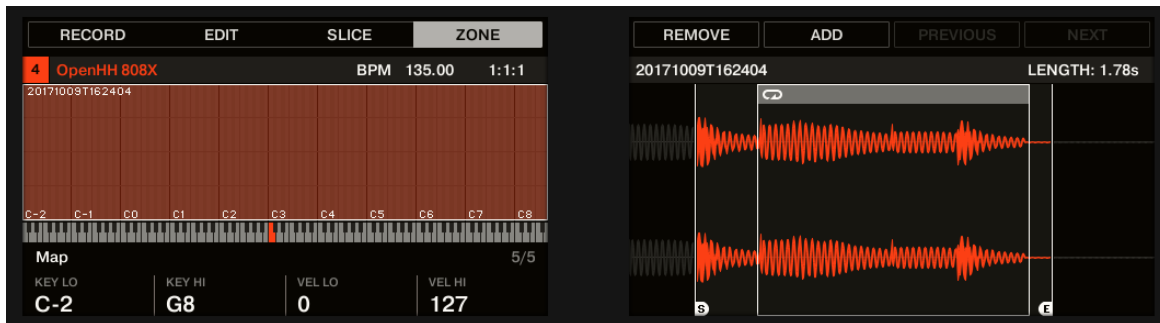 RECORD EDIT SLICE ZONE
4 OpenHH 808X BPM 135.00 1:1:1
20171009T162404
C-2 C-1 C0 C1 C2 C3 C4 C5 C6 C7 C8
Map 5/5
KEY LO KEY HI VEL LO VEL HI
C-2 G8 0 127
REMOVE ADD PREVIOUS NEXT
20171009T162404 LENGTH: 1.78s
S E